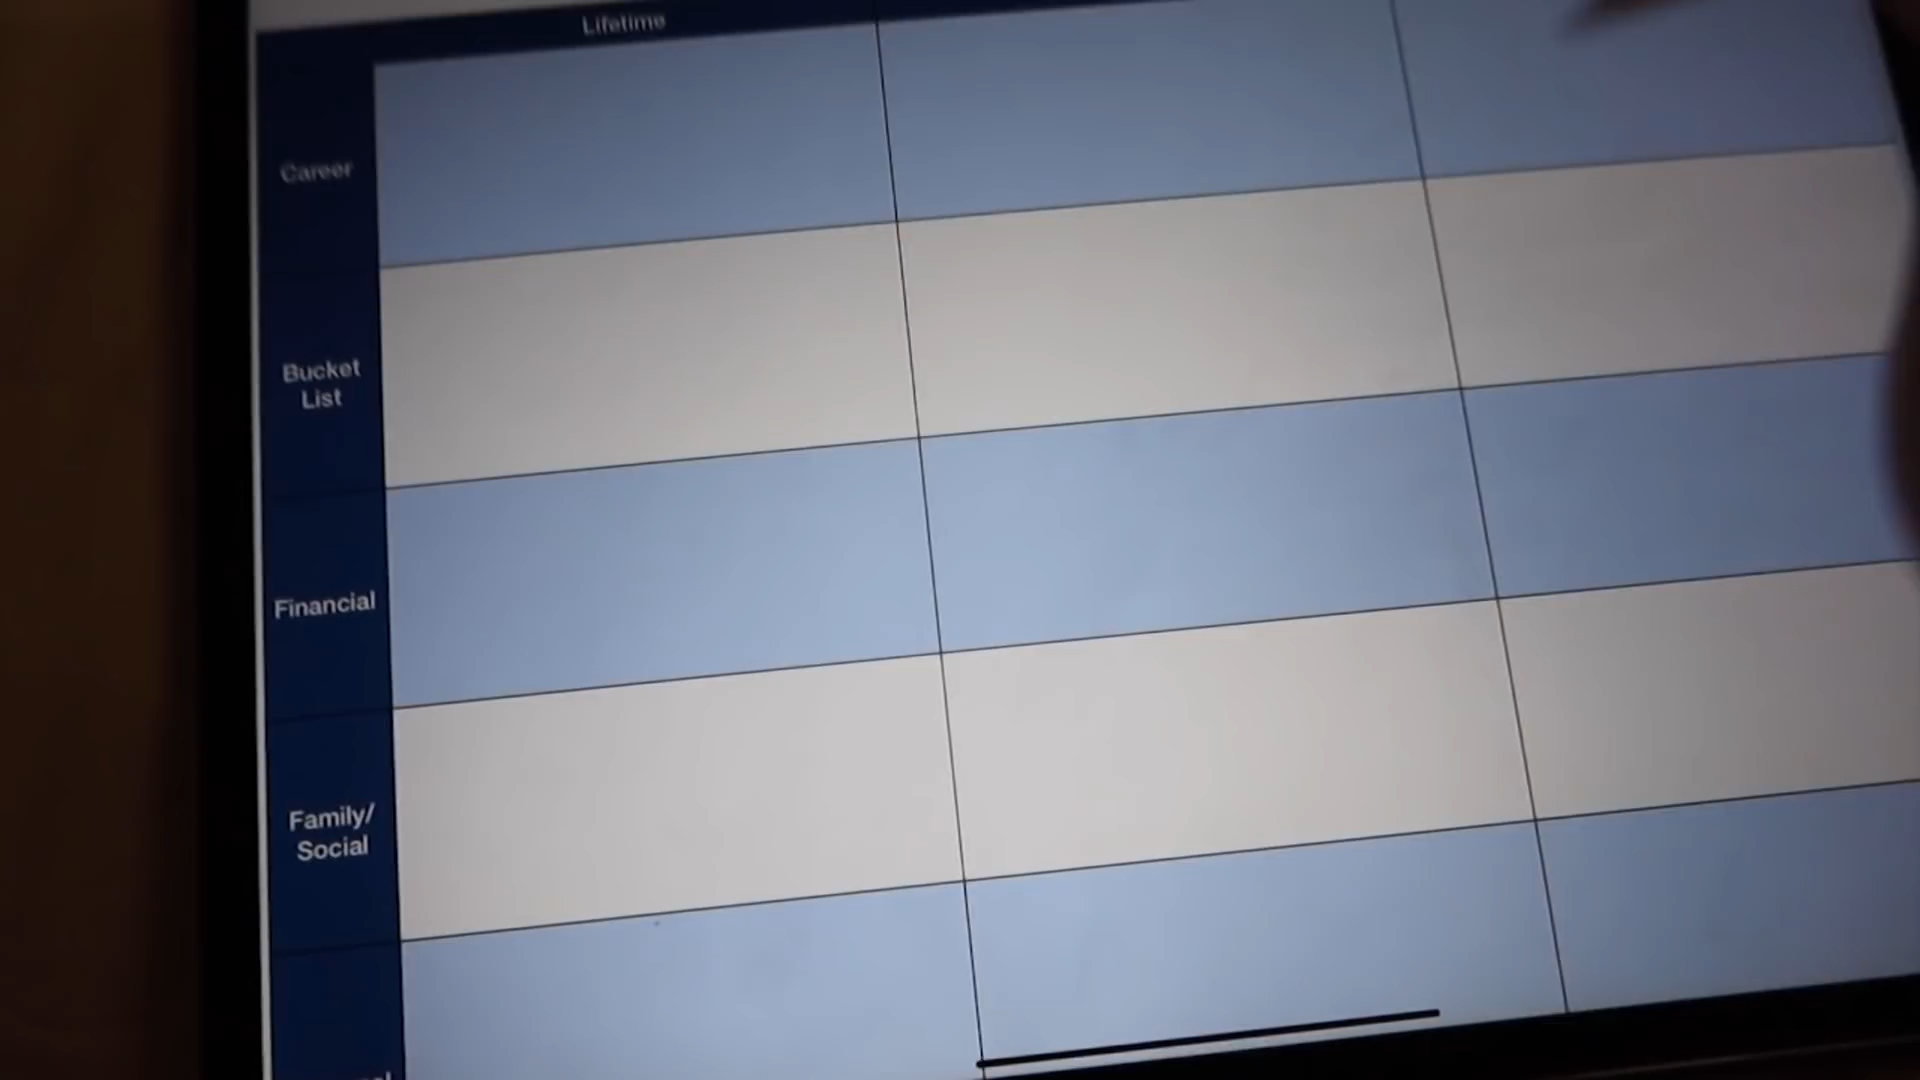 Lifetime
Career
Bucket
List
Financial
Family/
Social